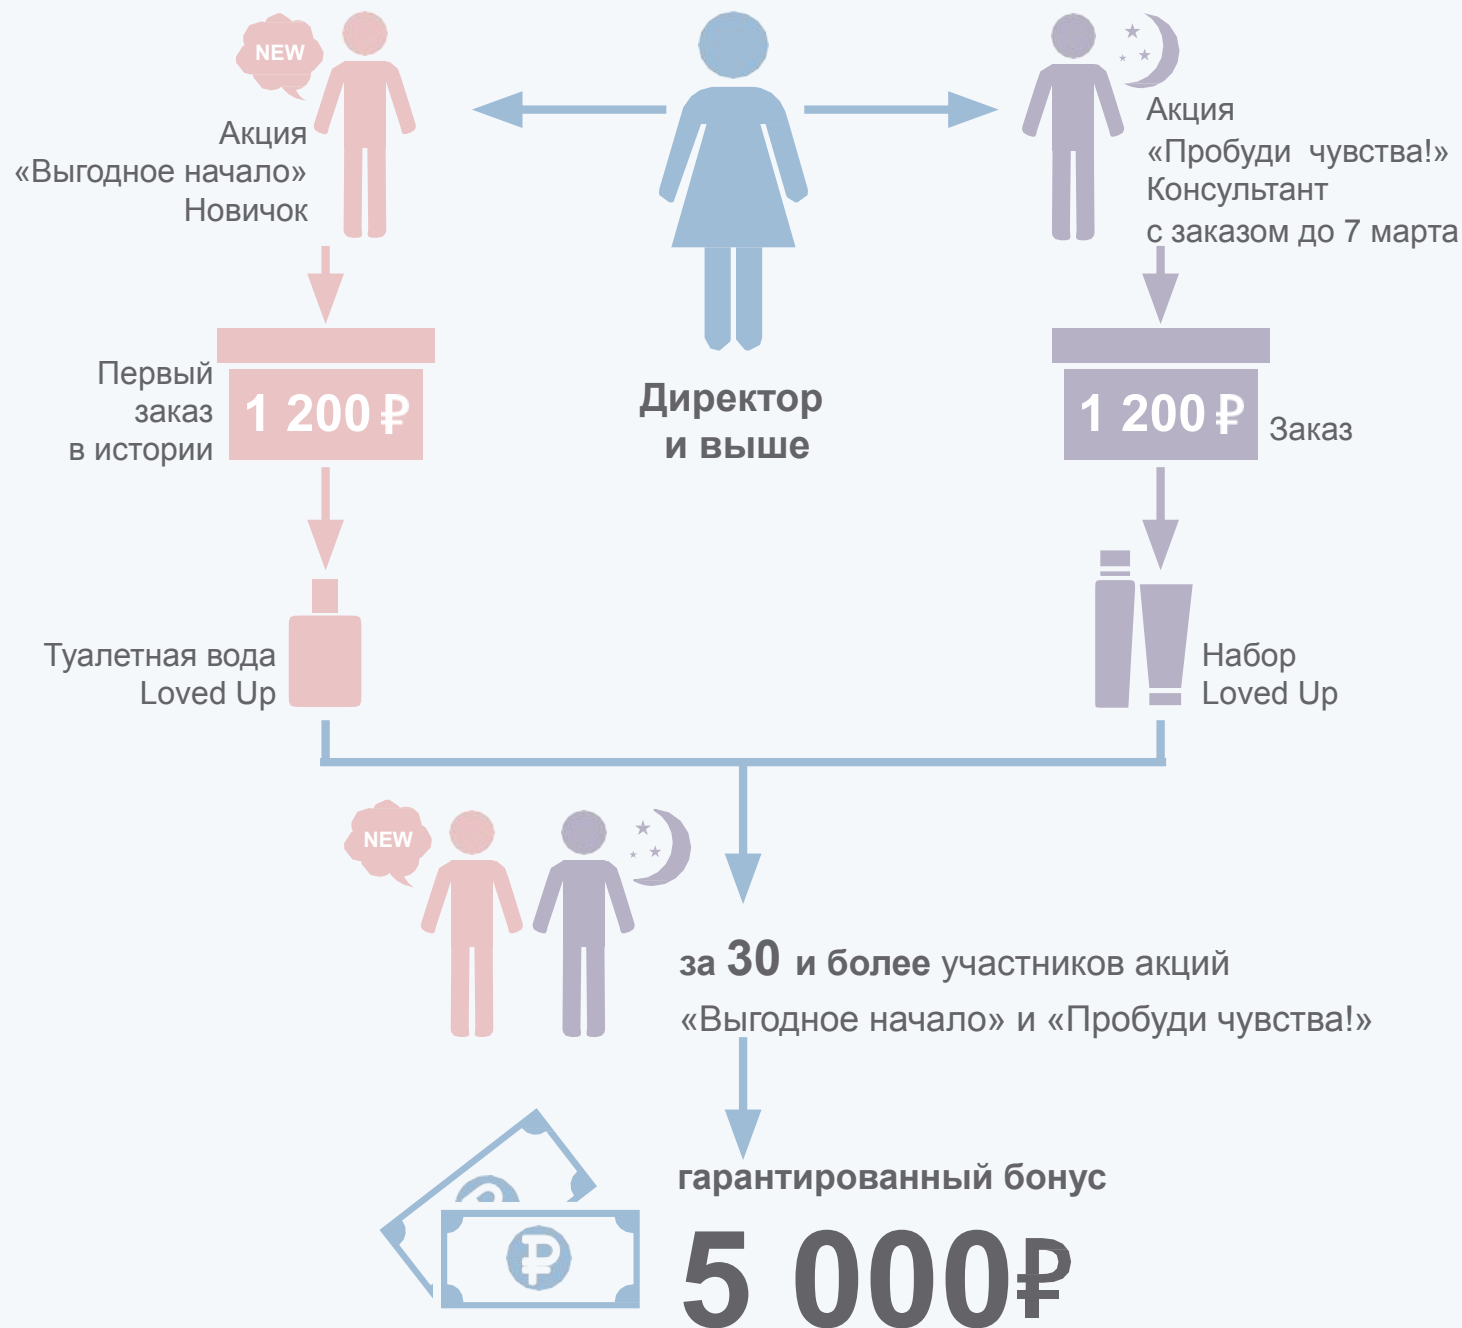 NEW
Акция
«Выгодное начало»
Новичок
Акция
«Пробуди чувства!»
Консультант
с заказом до 7 марта
Первый
заказ
в истории
1 200 ₽
Директор
и выше
1 200 ₽
Заказ
Туалетная вода
Loved Up
Набор
Loved Up
NEW
за 30 и более участников акций
«Выгодное начало» и «Пробуди чувства!»
гарантированный бонус
₽
5 000₽